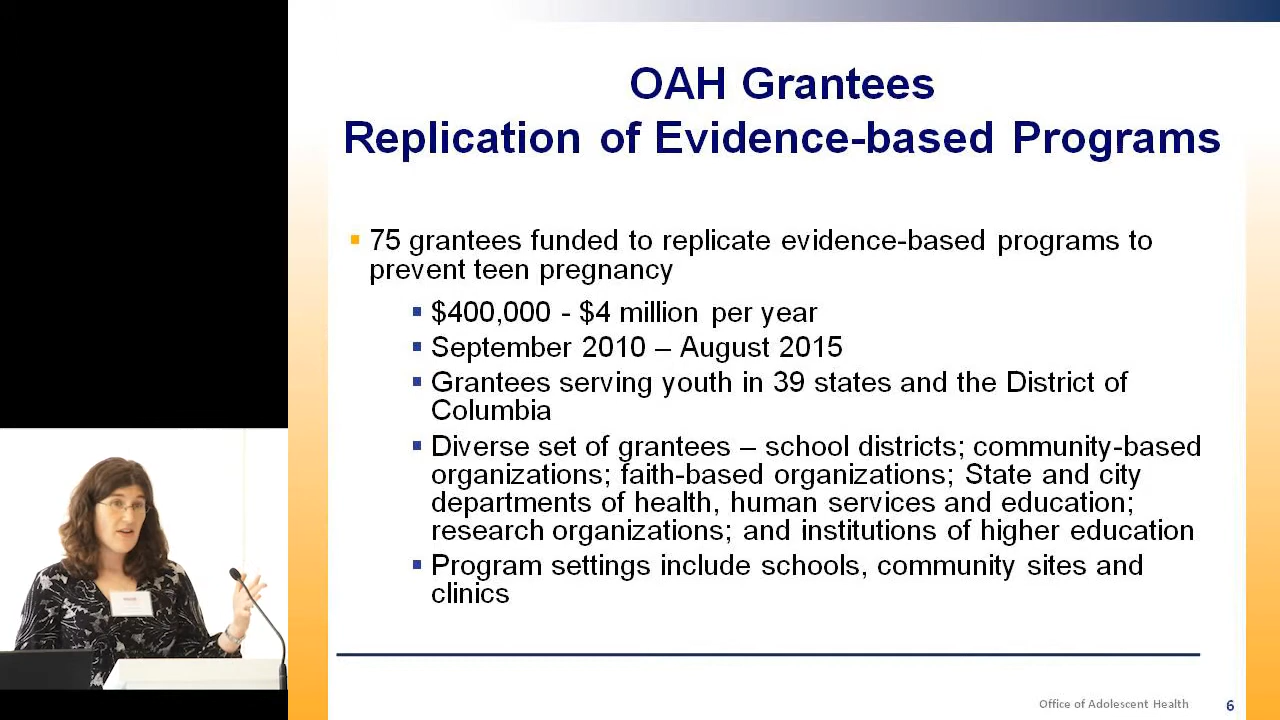 OAH Grantees
Replication of Evidence-based Programs
▪ 75 grantees funded to replicate evidence-based programs to
prevent teen pregnancy
▪ $400,000 - $4 million per year
▪ September 2010 – August 2015
▪ Grantees serving youth in 39 states and the District of
Columbia
▪ Diverse set of grantees – school districts; community-based
organizations; faith-based organizations; State and city
departments of health, human services and education;
research organizations; and institutions of higher education
▪ Program settings include schools, community sites and
clinics
Office of Adolescent Health
6